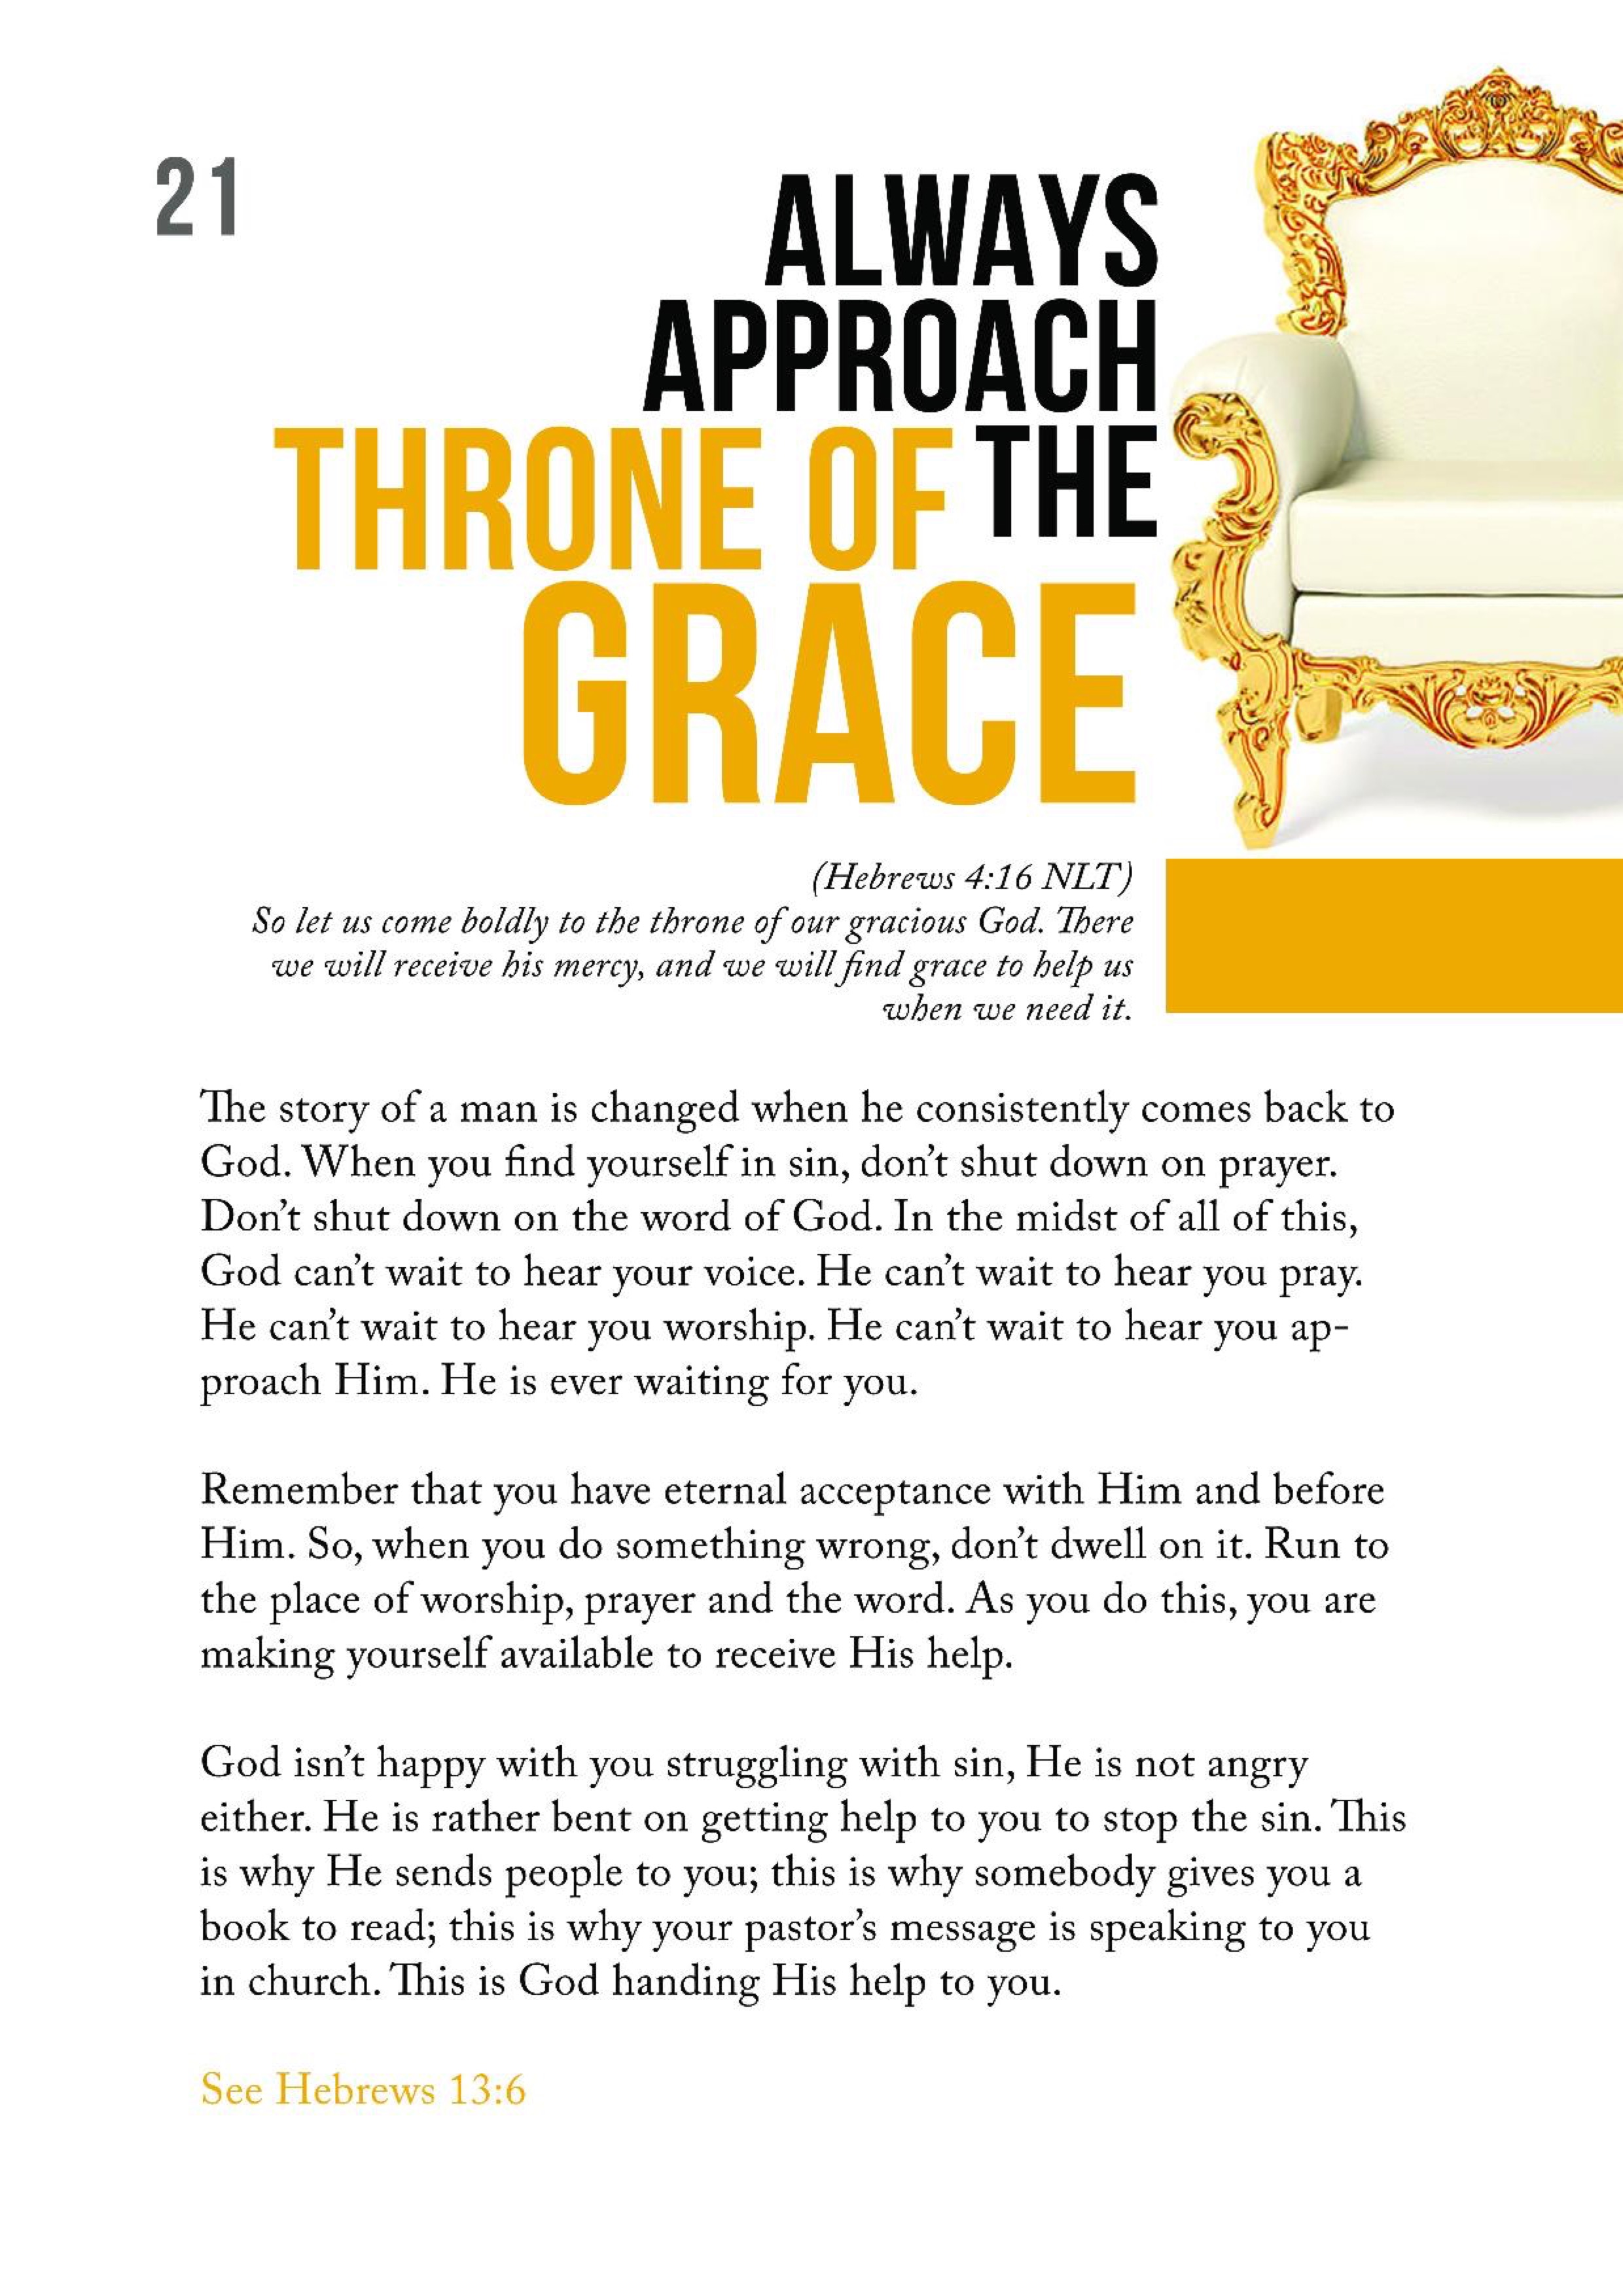 21
ALWAYS
APPROACH
THRONE OF THE
GRACE
(Hebrews 4:16 NLT)
So let us come boldly to the throne of our gracious God. There
we will receive his mercy, and we will find grace to help us
when we need it.
The story of a man is changed when he consistently comes back to
God. When you find yourself in sin, don't shut down on prayer.
Don't shut down on the word of God. In the midst of all of this,
God can't wait to hear your voice. He can't wait to hear you pray.
He can't wait to hear you worship. He can't wait to hear you ap-
proach Him. He is ever waiting for you.
Remember that you have eternal acceptance with Him and before
Him. So, when you do something wrong, don't dwell on it. Run to
the place of worship, prayer and the word. As you do this, you are
making yourself available to receive His help.
God isn't happy with you struggling with sin, He is not angry
either. He is rather bent on getting help to you to stop the sin. This
is why He sends people to you; this is why somebody gives you a
book to read; this is why your pastor's message is speaking to you
in church. This is God handing His help to you.
See Hebrews 13:6